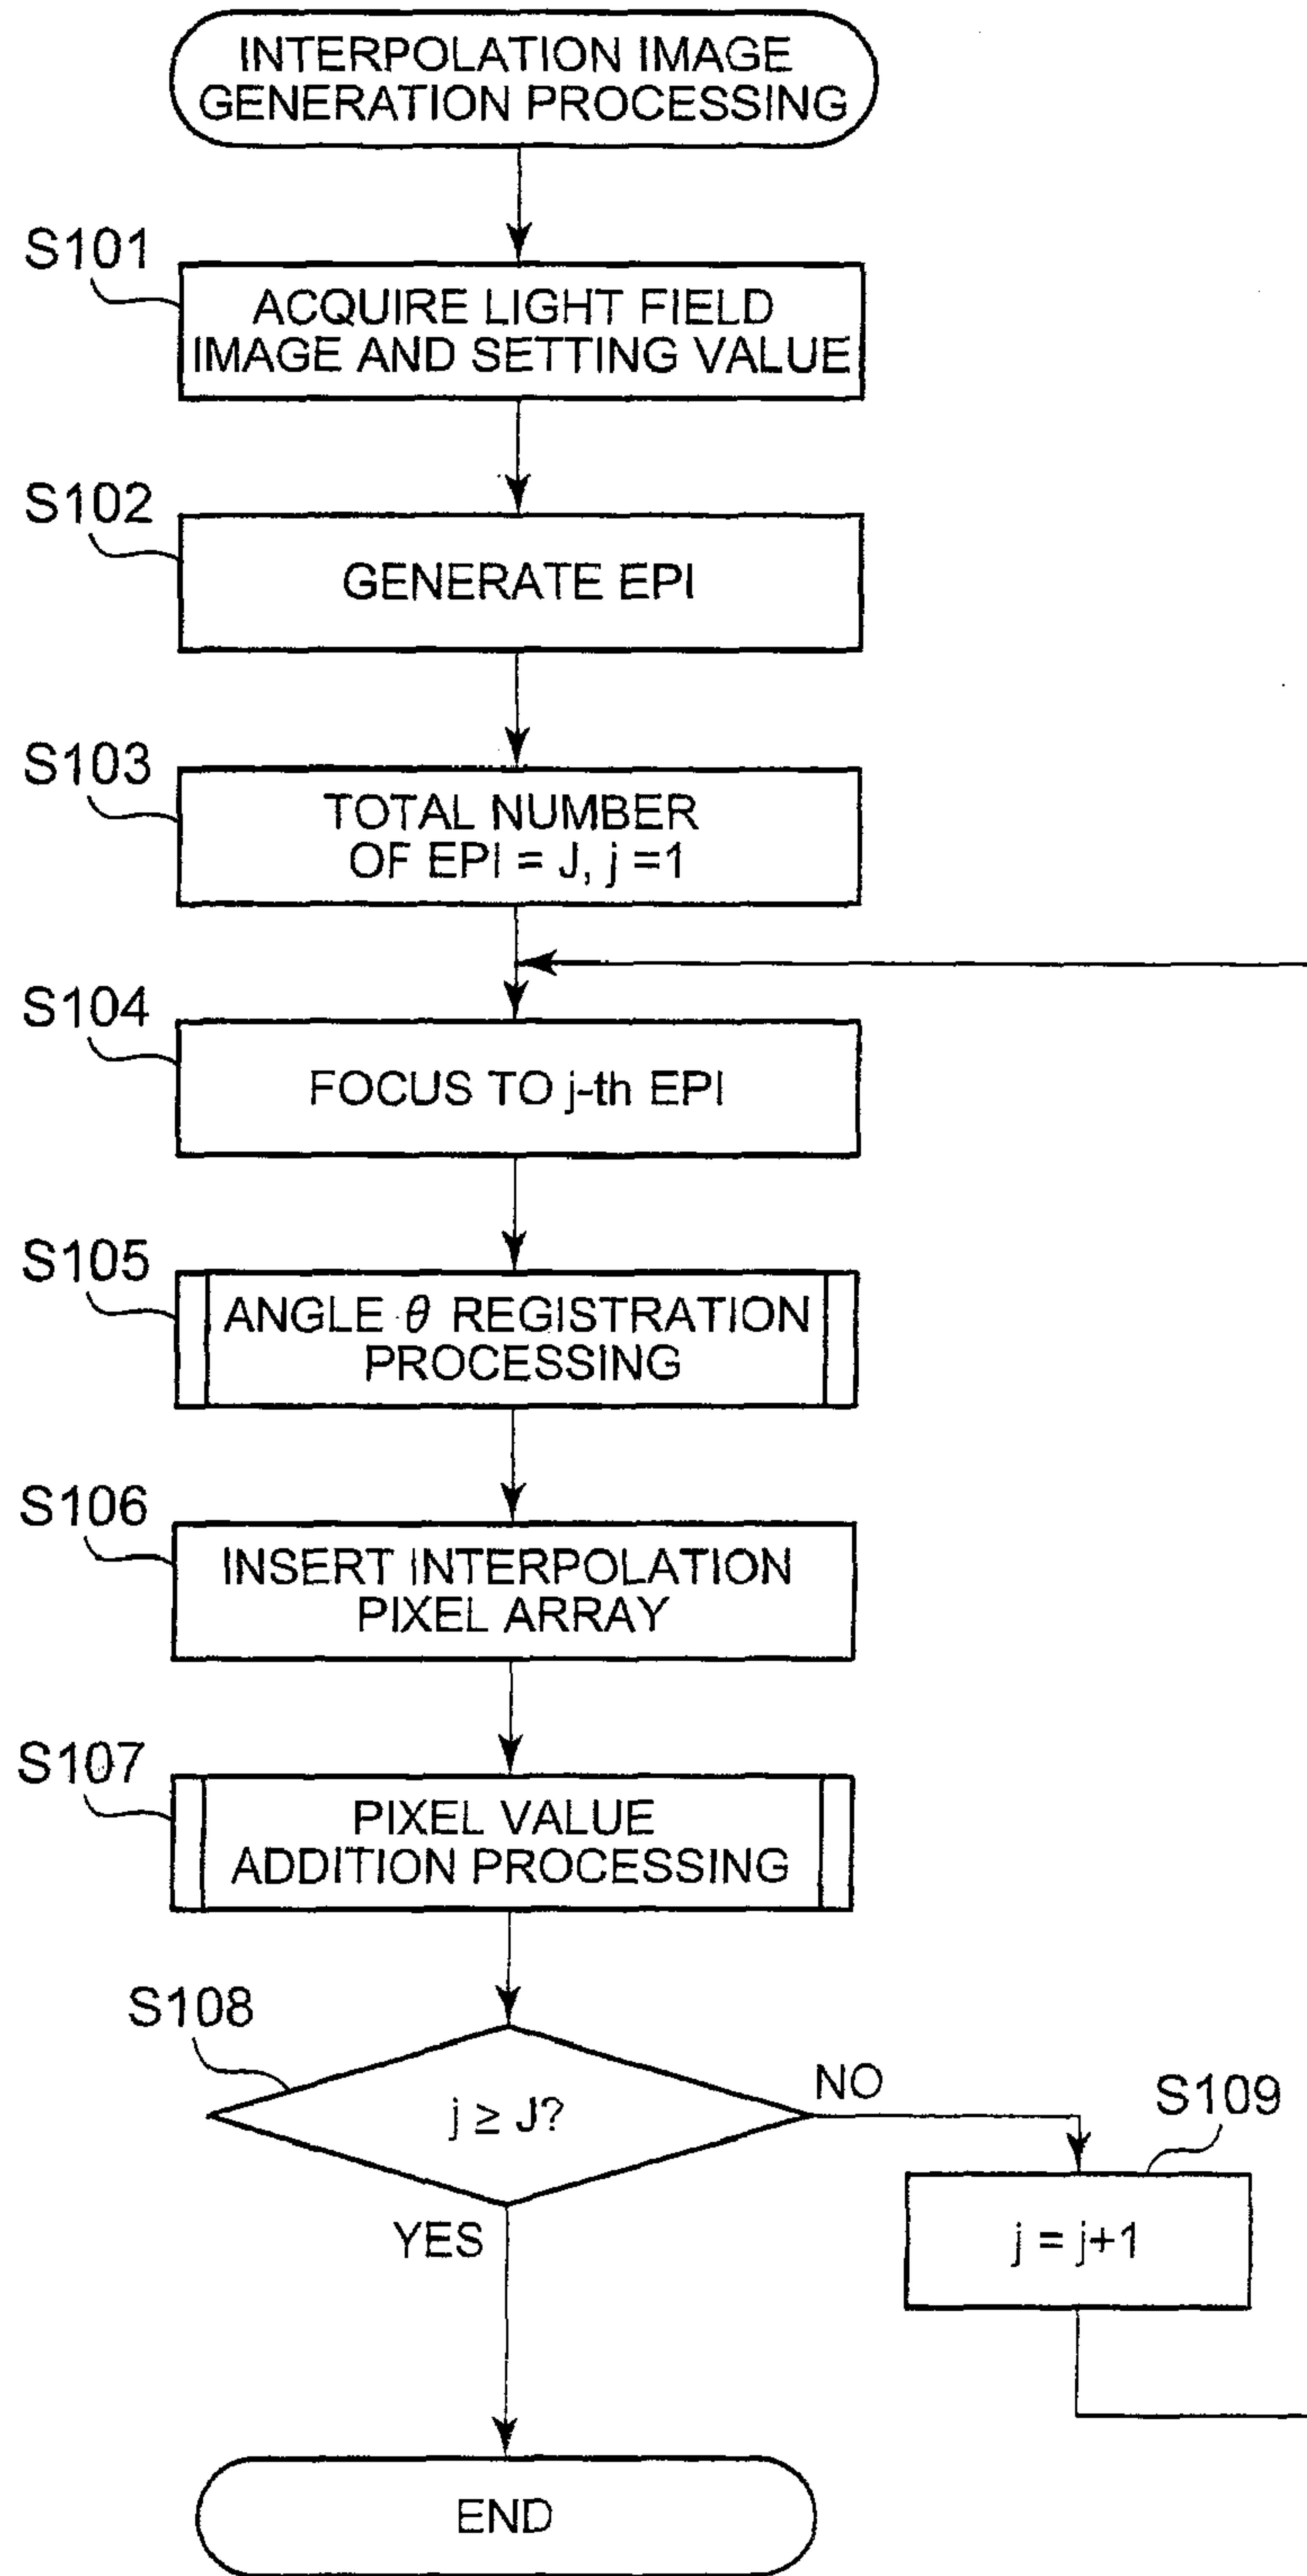 INTERPOLATION IMAGE
GENERATION PROCESSING
S101
ACQUIRE LIGHT FIELD
IMAGE AND SETTING VALUE
S102
GENERATE EPI
S103
TOTAL NUMBER
OF EPI = J, j =1
S104
FOCUS TO j-th EPI
S105
ANGLE θ REGISTRATION
PROCESSING
S106
INSERT INTERPOLATION
PIXEL ARRAY
S107
PIXEL VALUE
ADDITION PROCESSING
S108
j ≥ J?
NO
S109
j = j+1
YES
END